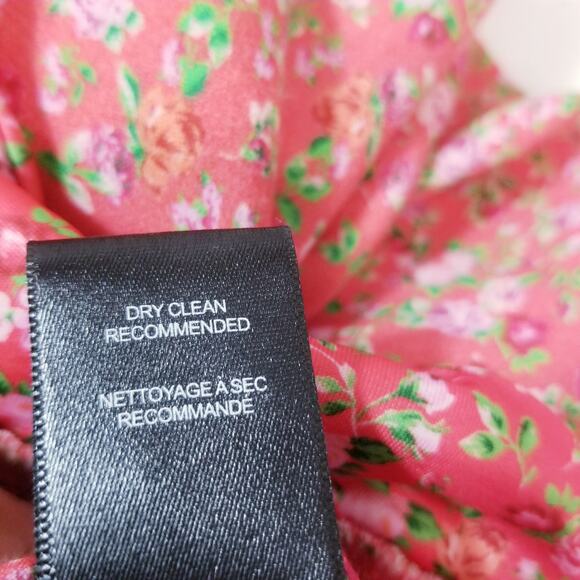 DRY CLEAN
RECOMMENDED
NETTOYAGE À SEC
RECOMMANDÉ